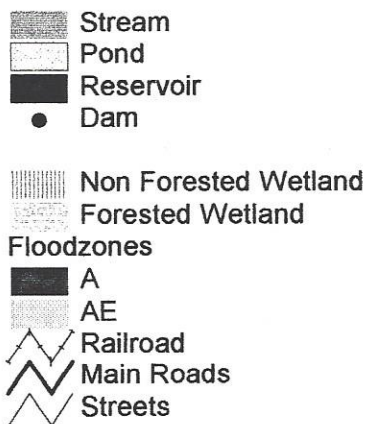 Stream
Pond
Reservoir
Dam
Non Forested Wetland
Forested Wetland
Floodzones
A
AE
Railroad
Main Roads
Streets